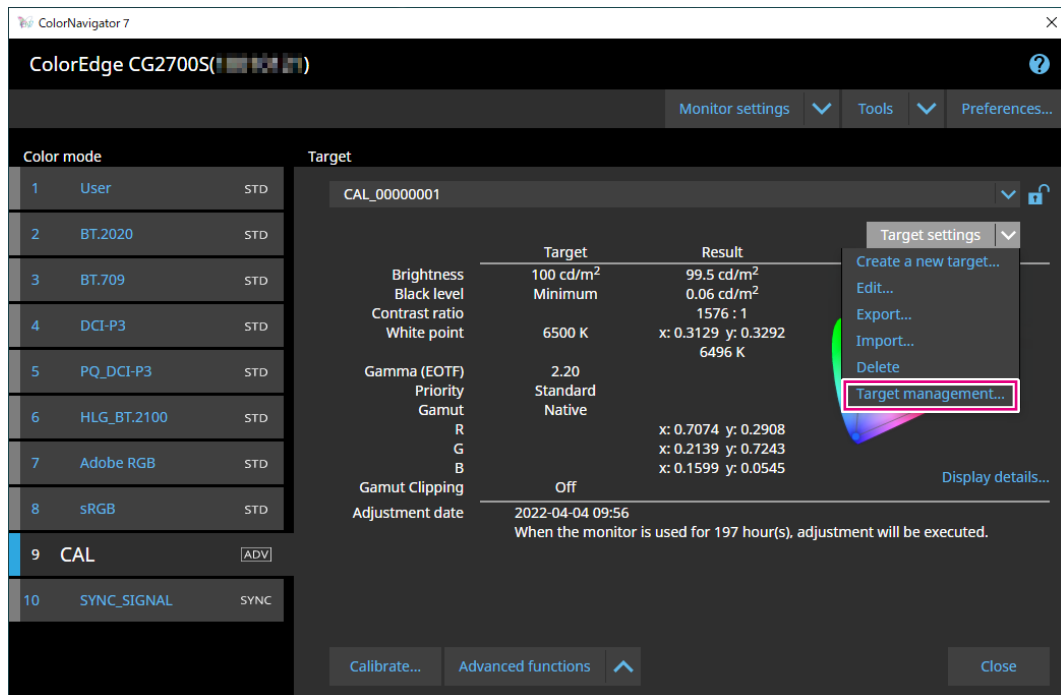 ColorNavigator 7
ColorEdge CG2700S( )
Monitor settings
Tools
Preferences...
Color mode
Target
1 User STD
2 BT.2020 STD
3 BT.709 STD
4 DCI-P3 STD
5 PQ_DCI-P3 STD
6 HLG_BT.2100 STD
7 Adobe RGB STD
8 sRGB STD
9 CAL ADV
10 SYNC_SIGNAL SYNC
CAL_00000001
Target settings
Create a new target...
Edit...
Export...
Import...
Delete
Target management...
Target Result
Brightness 100 cd/m2 99.5 cd/m2
Black level Minimum 0.06 cd/m2
Contrast ratio 1576 : 1
White point 6500 K x: 0.3129 y: 0.3292
6496 K
Gamma (EOTF) 2.20
Priority Standard
Gamut Native
R x: 0.7074 y: 0.2908
G x: 0.2139 y: 0.7243
B x: 0.1599 y: 0.0545
Display details...
Gamut Clipping Off
Adjustment date 2022-04-04 09:56
When the monitor is used for 197 hour(s), adjustment will be executed.
Calibrate...
Advanced functions
Close